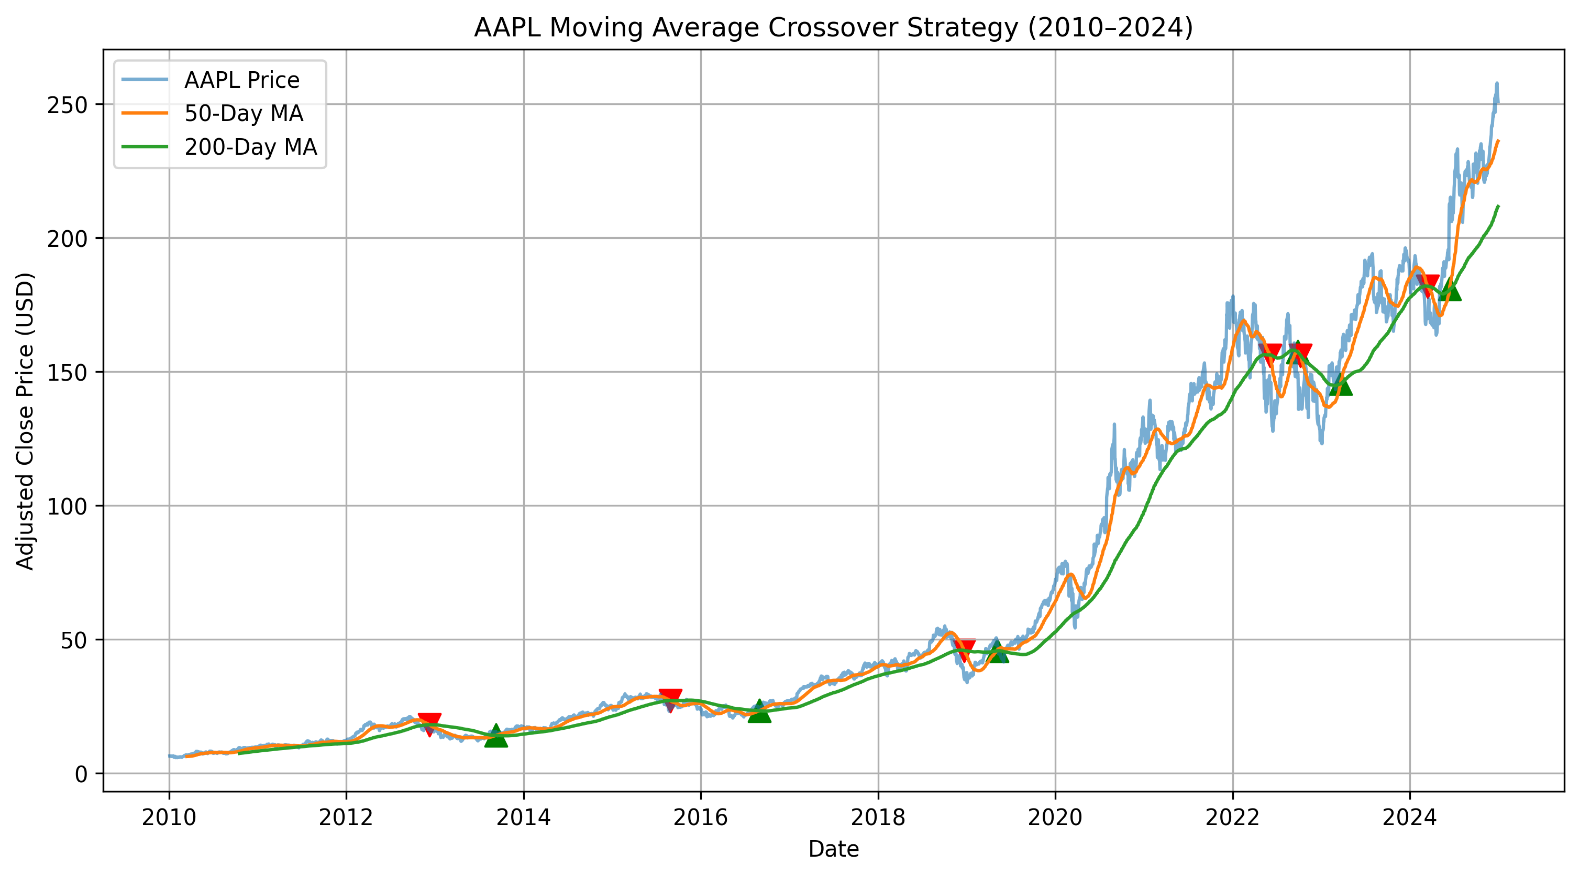 AAPL Moving Average Crossover Strategy (2010–2024)
AAPL Price
50-Day MA
200-Day MA
Adjusted Close Price (USD)
250
200
150
100
50
0
2010 2012 2014 2016 2018 2020 2022 2024
Date